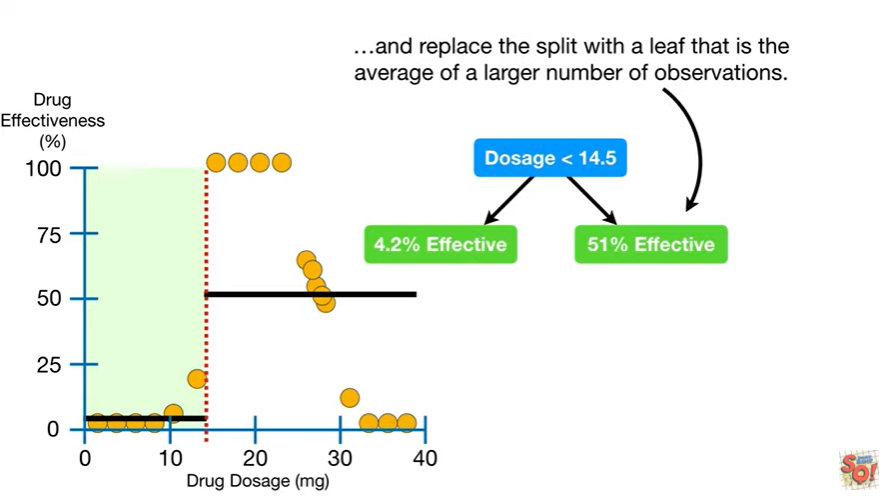 ...and replace the split with a leaf that is the
average of a larger number of observations.
Drug
Effectiveness
(%)
100
75
50
25
0
0
10
20
30
40
Drug Dosage (mg)
Dosage < 14.5
4.2% Effective
51% Effective
SO!